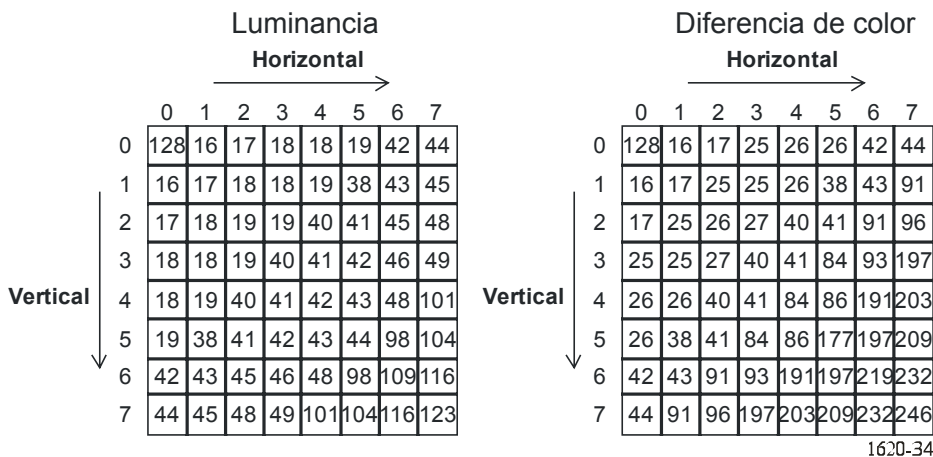 Luminancia
Horizontal
0 1 2 3 4 5 6 7
0 128 16 17 18 18 19 42 44
1 16 17 18 18 19 38 43 45
2 17 18 19 19 40 41 45 48
3 18 18 19 40 41 42 46 49
Vertical
4 18 19 40 41 42 43 48 101
5 19 38 41 42 43 44 98 104
6 42 43 45 46 48 98 109 116
7 44 45 48 49 101 104 116 123
Diferencia de color
Horizontal
0 1 2 3 4 5 6 7
0 128 16 17 25 26 26 42 44
1 16 17 25 25 26 38 43 91
2 17 25 26 27 40 41 91 96
3 25 25 27 40 41 84 93 197
Vertical
4 26 26 40 41 84 86 191 203
5 26 38 41 84 86 177 197 209
6 42 43 91 93 191 197 219 232
7 44 91 96 197 203 209 232 246
1620-34